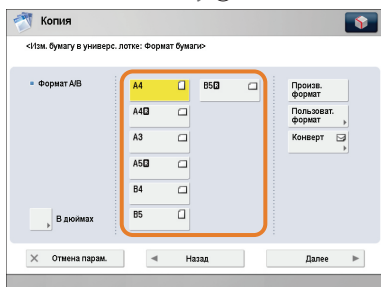 Копия
<Изм. бумагу в универс. лотке: Формат бумаги>
Формат А/В
A4
B5R
Произв. формат
A4R
Пользоват. формат
A3
Конверт
A5R
B4
B5
В дюймах
Отмена парам.
Назад
Далее